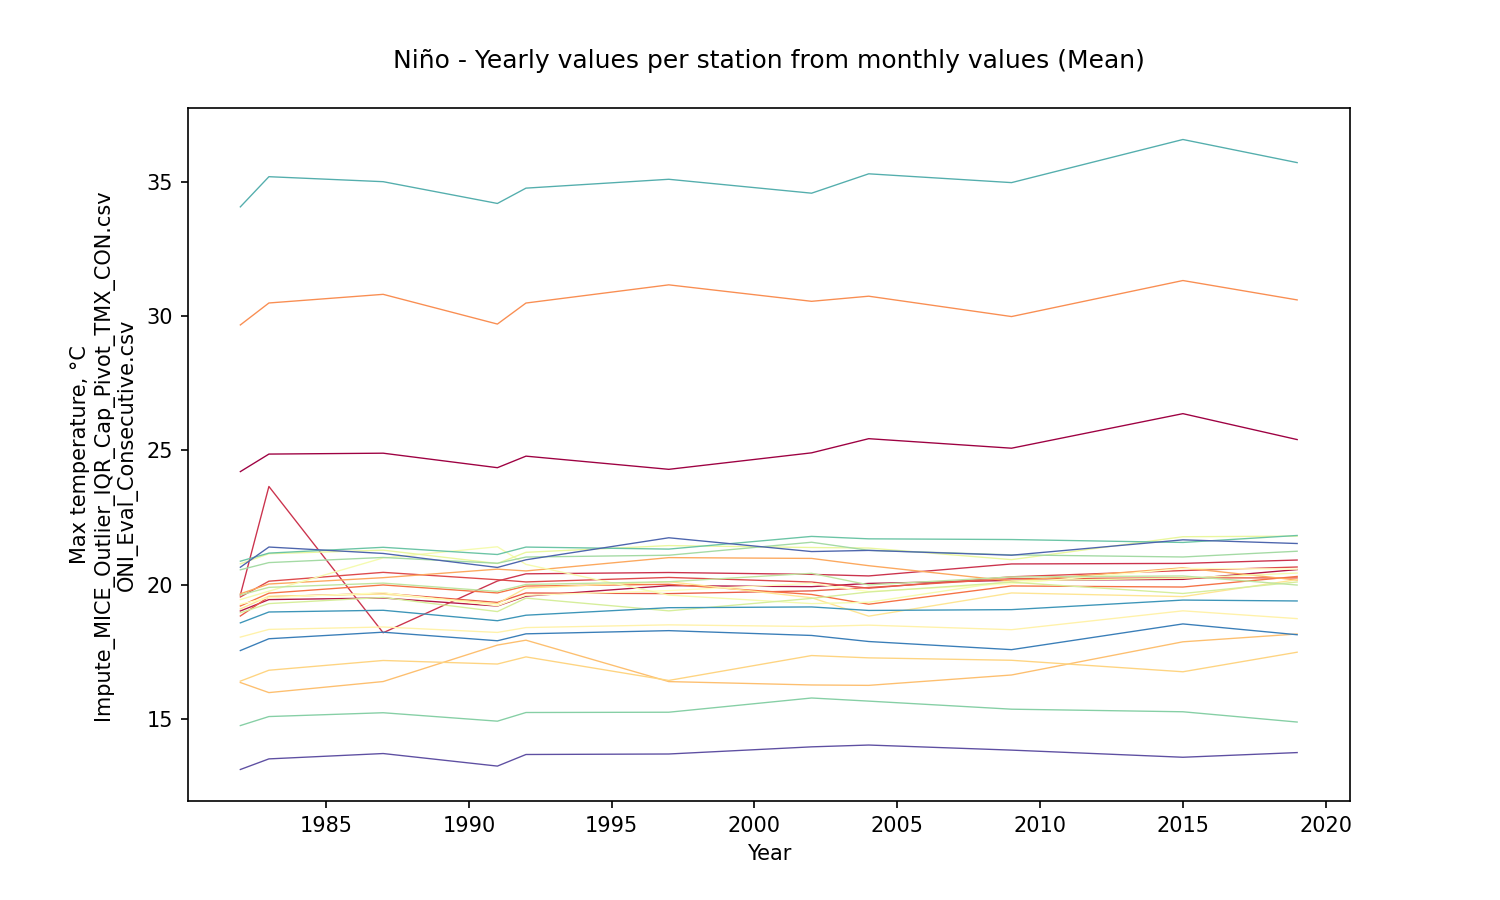 Niño - Yearly values per station from monthly values (Mean)
Max temperature, °C
Impute_MICE_Outlier_IQR_Cap_Pivot_TMX_CON.csv
ONI_Eval_Consecutive.csv
35
30
25
20
15
1985
1990
1995
2000
2005
2010
2015
2020
Year